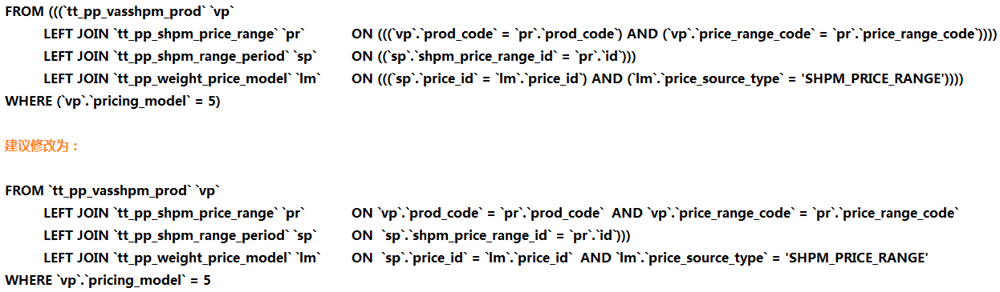 FROM (((`tt_pp_vasshpm_prod` `vp`
LEFT JOIN `tt_pp_shpm_price_range` `pr` ON (((`vp`.`prod_code` = `pr`.`prod_code`) AND (`vp`.`price_range_code` = `pr`.`price_range_code`))))
LEFT JOIN `tt_pp_shpm_range_period` `sp` ON ((`sp`.`shpm_price_range_id` = `pr`.`id`)))
LEFT JOIN `tt_pp_weight_price_model` `lm` ON (((`sp`.`price_id` = `lm`.`price_id`) AND (`lm`.`price_source_type` = 'SHPM_PRICE_RANGE'))))
WHERE (`vp`.`pricing_model` = 5)
建议修改为：
FROM `tt_pp_vasshpm_prod` `vp`
LEFT JOIN `tt_pp_shpm_price_range` `pr` ON `vp`.`prod_code` = `pr`.`prod_code` AND `vp`.`price_range_code` = `pr`.`price_range_code`
LEFT JOIN `tt_pp_shpm_range_period` `sp` ON `sp`.`shpm_price_range_id` = `pr`.`id`)))
LEFT JOIN `tt_pp_weight_price_model` `lm` ON `sp`.`price_id` = `lm`.`price_id` AND `lm`.`price_source_type` = 'SHPM_PRICE_RANGE'
WHERE `vp`.`pricing_model` = 5